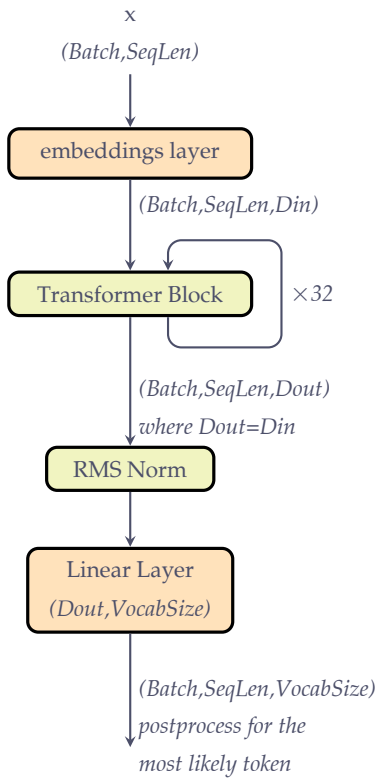 x
(Batch,SeqLen)
embeddings layer
(Batch,SeqLen,Din)
Transformer Block
×32
(Batch,SeqLen,Dout)
where Dout=Din
RMS Norm
Linear Layer
(Dout,VocabSize)
(Batch,SeqLen,VocabSize)
postprocess for the
most likely token